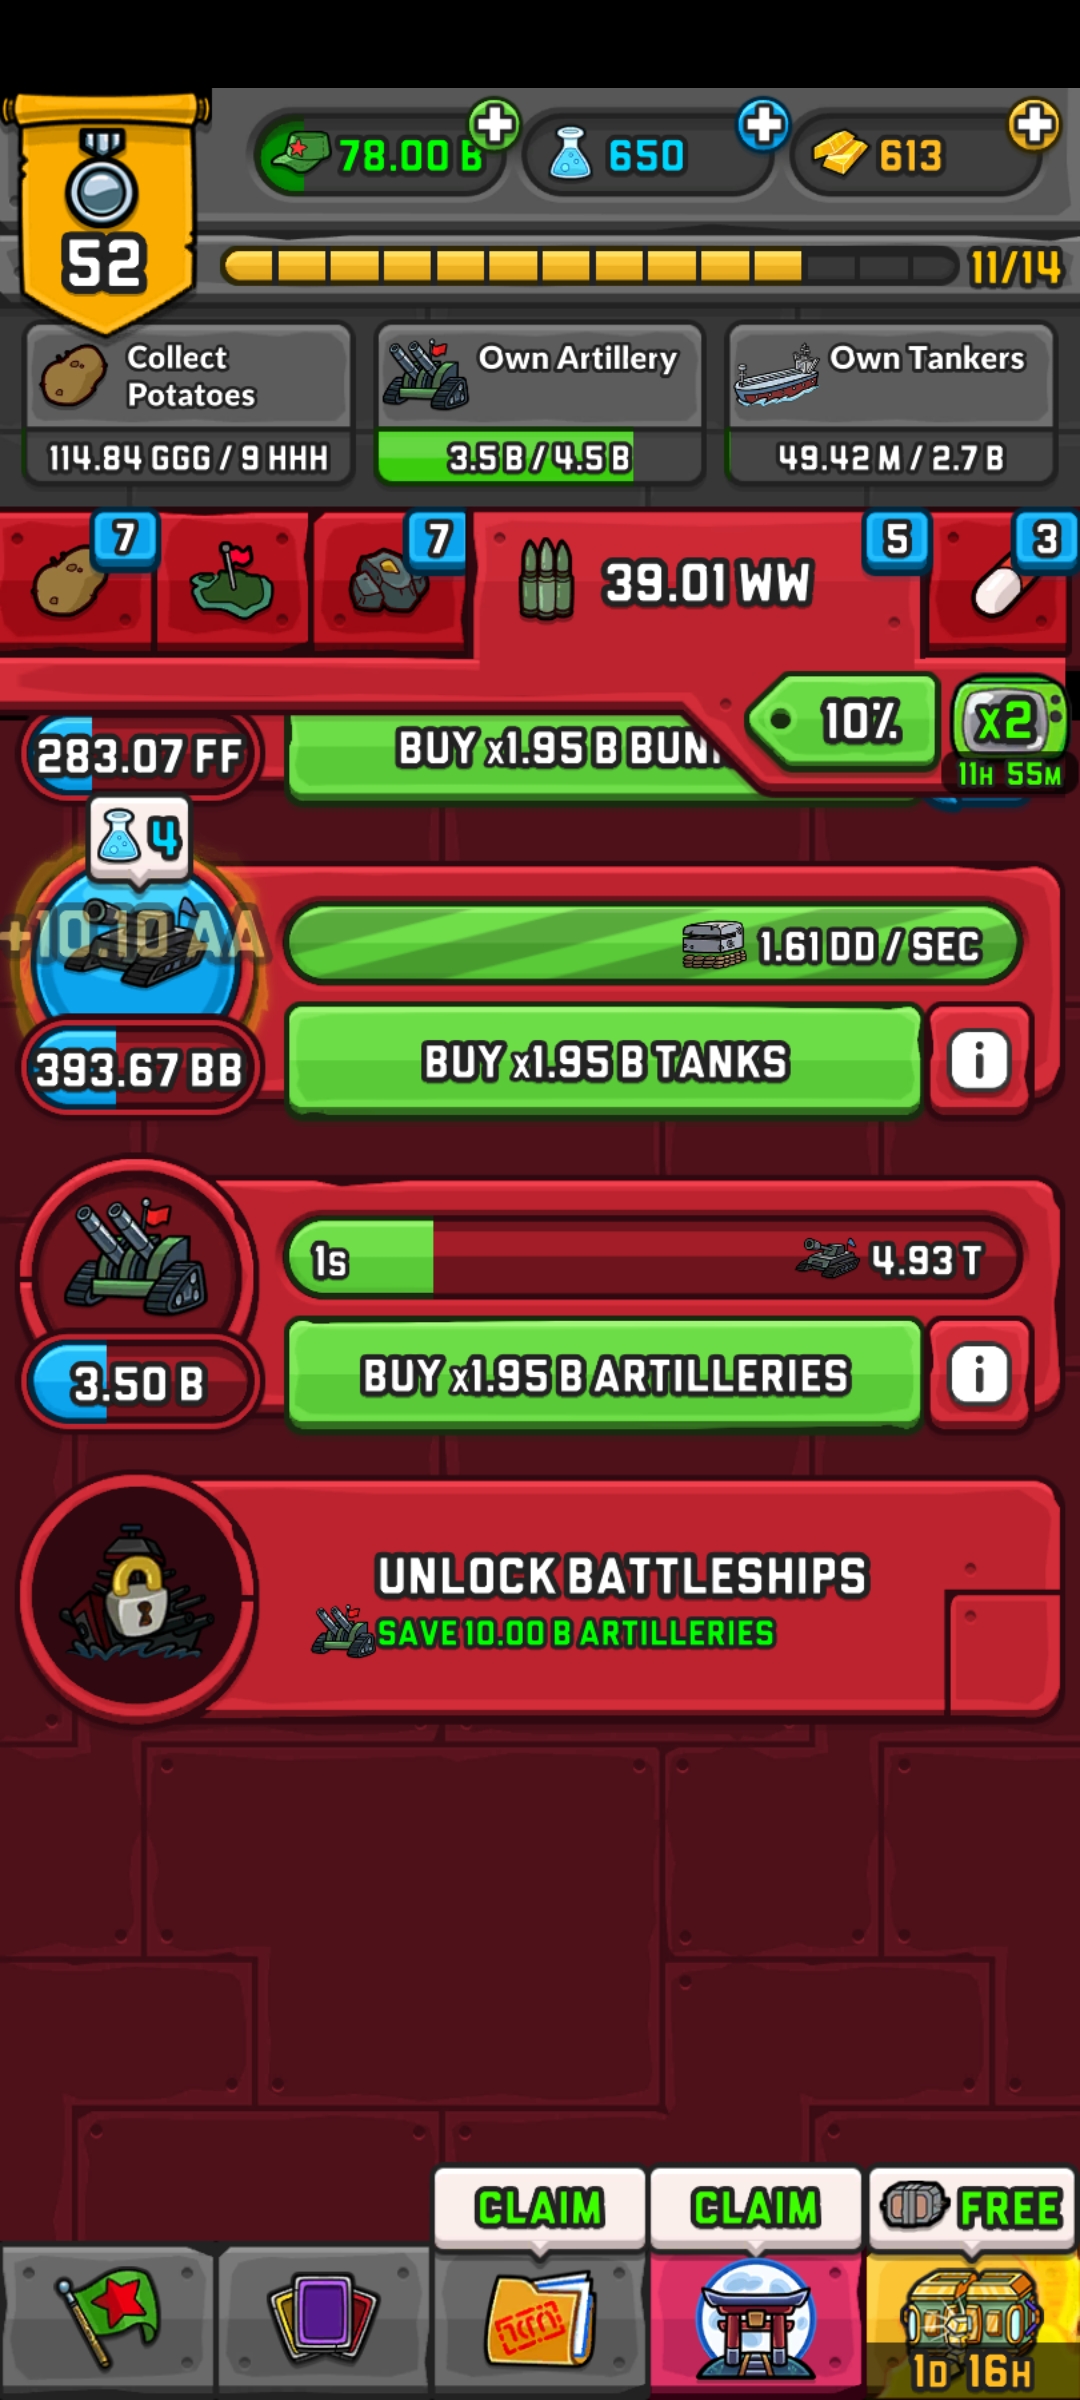 78.00 B
650
613
52
11/14
Collect
Potatoes
Own Artillery
Own Tankers
114.84 GGG / 9 HHH
3.5 B / 4.5 B
49.42 M / 2.7 B
7
7
39.01 WW
5
3
10%
x2
11H 55M
283.07 FF
BUY x1.95 B
4
+10.10 AA
1.61 DD / SEC
393.67 BB
BUY x1.95 B TANKS
i
1s
4.93 T
3.50 B
BUY x1.95 B ARTILLERIES
i
UNLOCK BATTLESHIPS
SAVE 10.00 B ARTILLERIES
CLAIM
CLAIM
FREE
1D 16H